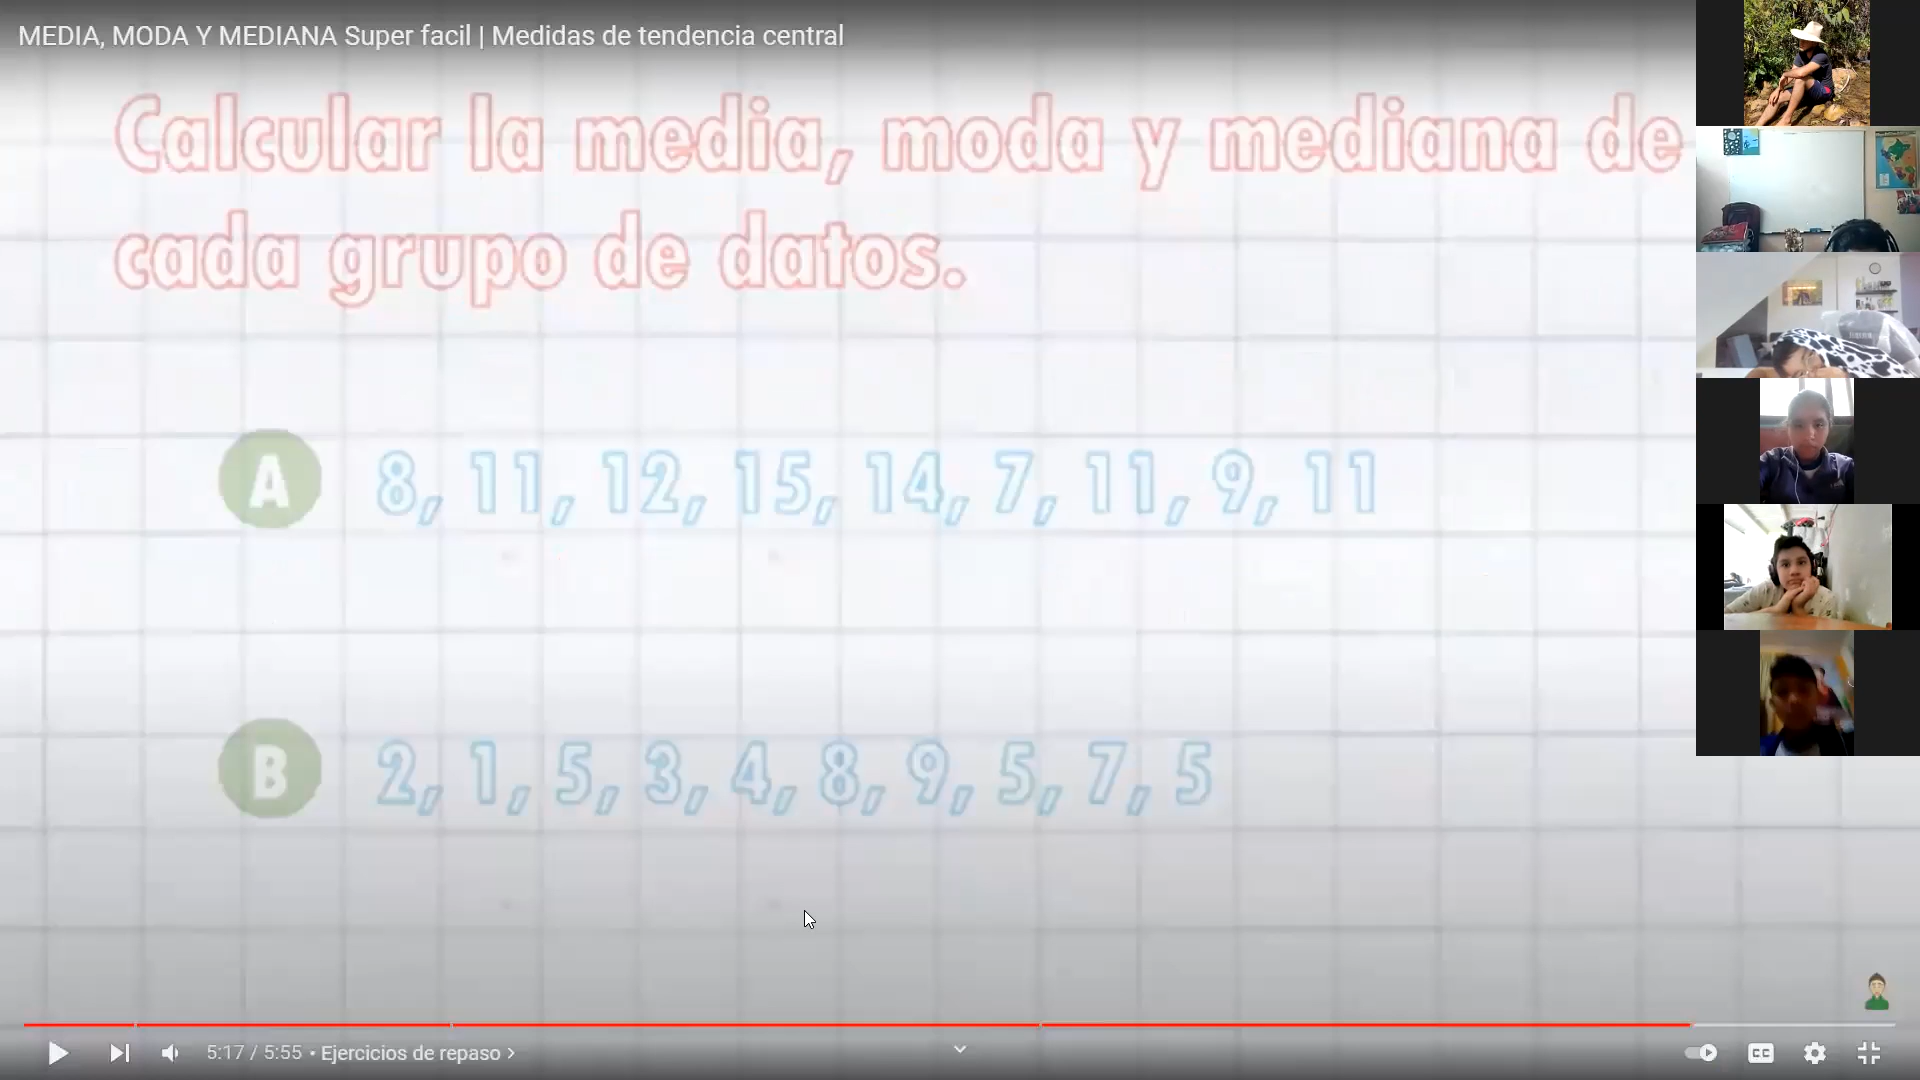 MEDIA, MODA Y MEDIANA Super facil | Medidas de tendencia central
Calcular la media, moda y mediana de
cada grupo de datos.
A 8, 11, 12, 15, 14, 7, 11, 9, 11
B 2, 1, 5, 3, 4, 8, 9, 5, 7, 5
5:17 / 5:55 • Ejercicios de repaso >
CC